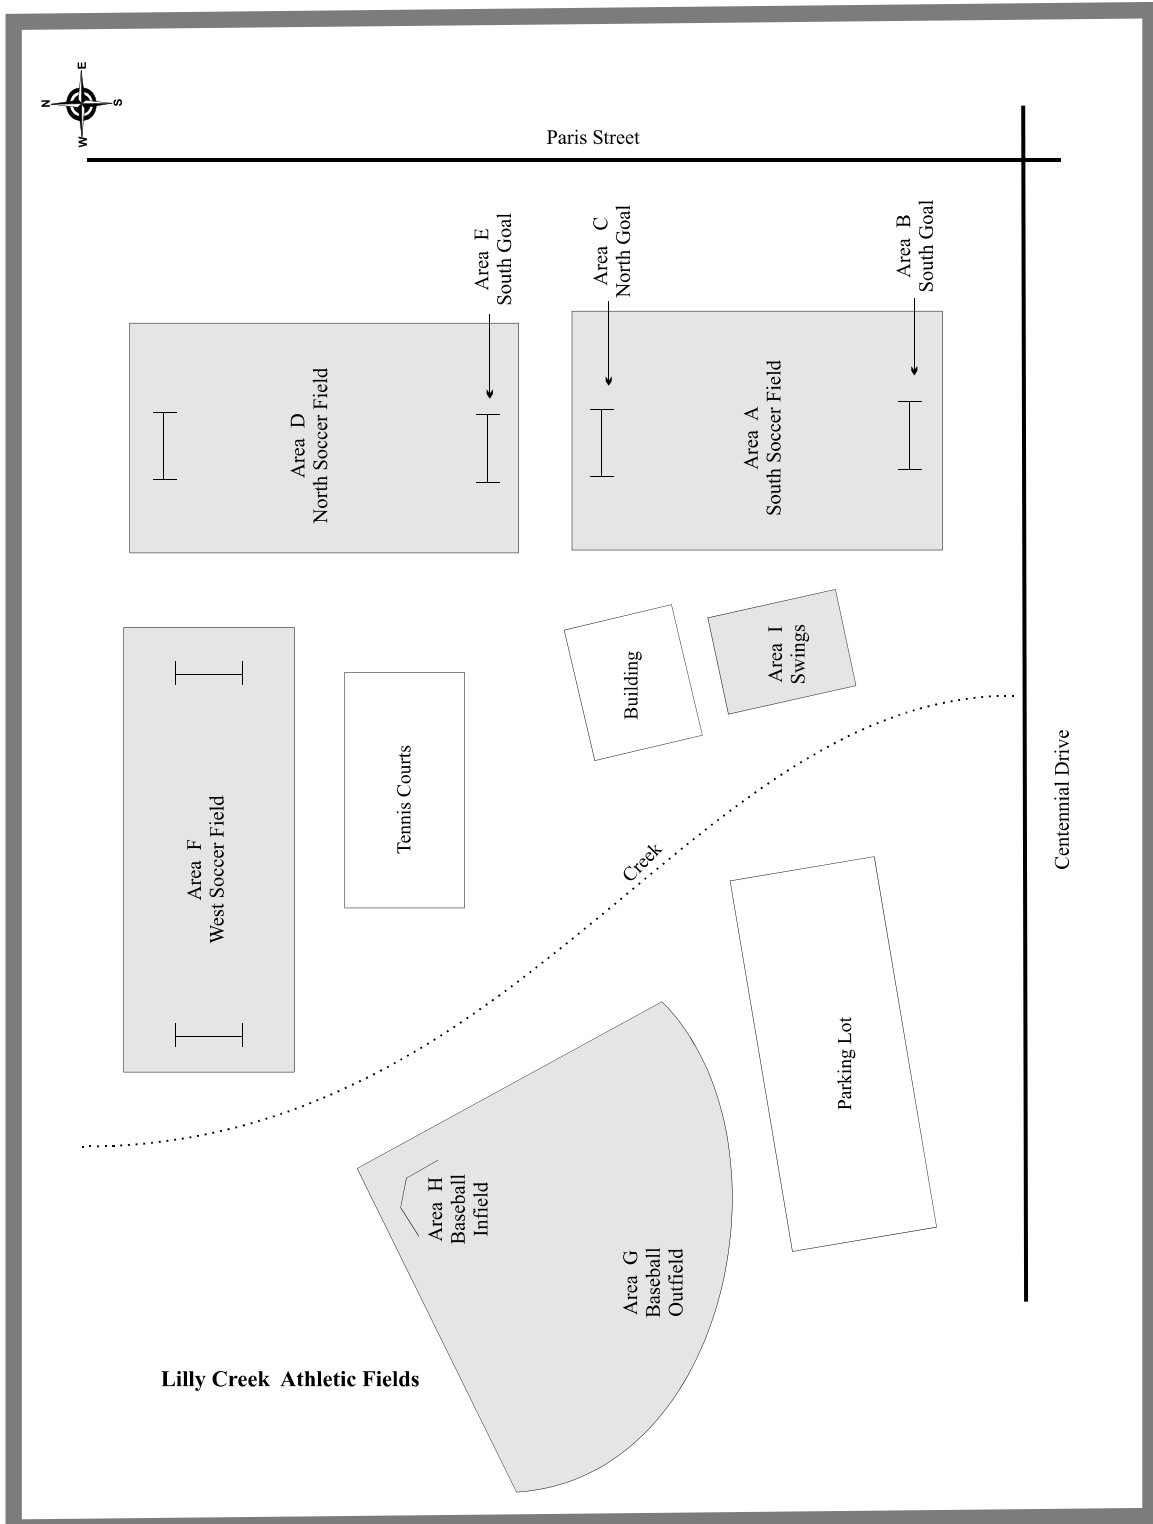 E
N
S
W
Paris Street
Area E
South Goal
Area C
North Goal
Area B
South Goal
Area D
North Soccer Field
Area A
South Soccer Field
Building
Area I
Swings
Area F
West Soccer Field
Tennis Courts
Creek
Centennial Drive
Parking Lot
Area H
Baseball
Infield
Area G
Baseball
Outfield
Lilly Creek Athletic Fields